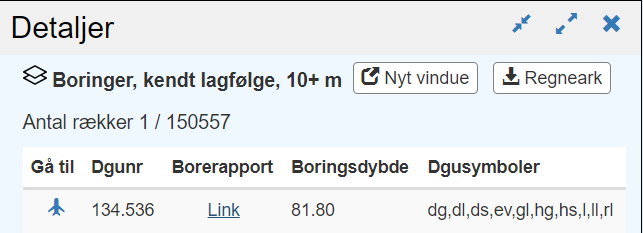 Detaljer
Boringer, kendt lagfølge, 10+ m Nyt vindue Regneark
Antal rækker 1 / 150557
Gå til Dgunr Borerapport Boringsdybde Dgusymboler
134.536 Link 81.80 dg,dl,ds,ev,gl,hg,hs,l,ll,rl